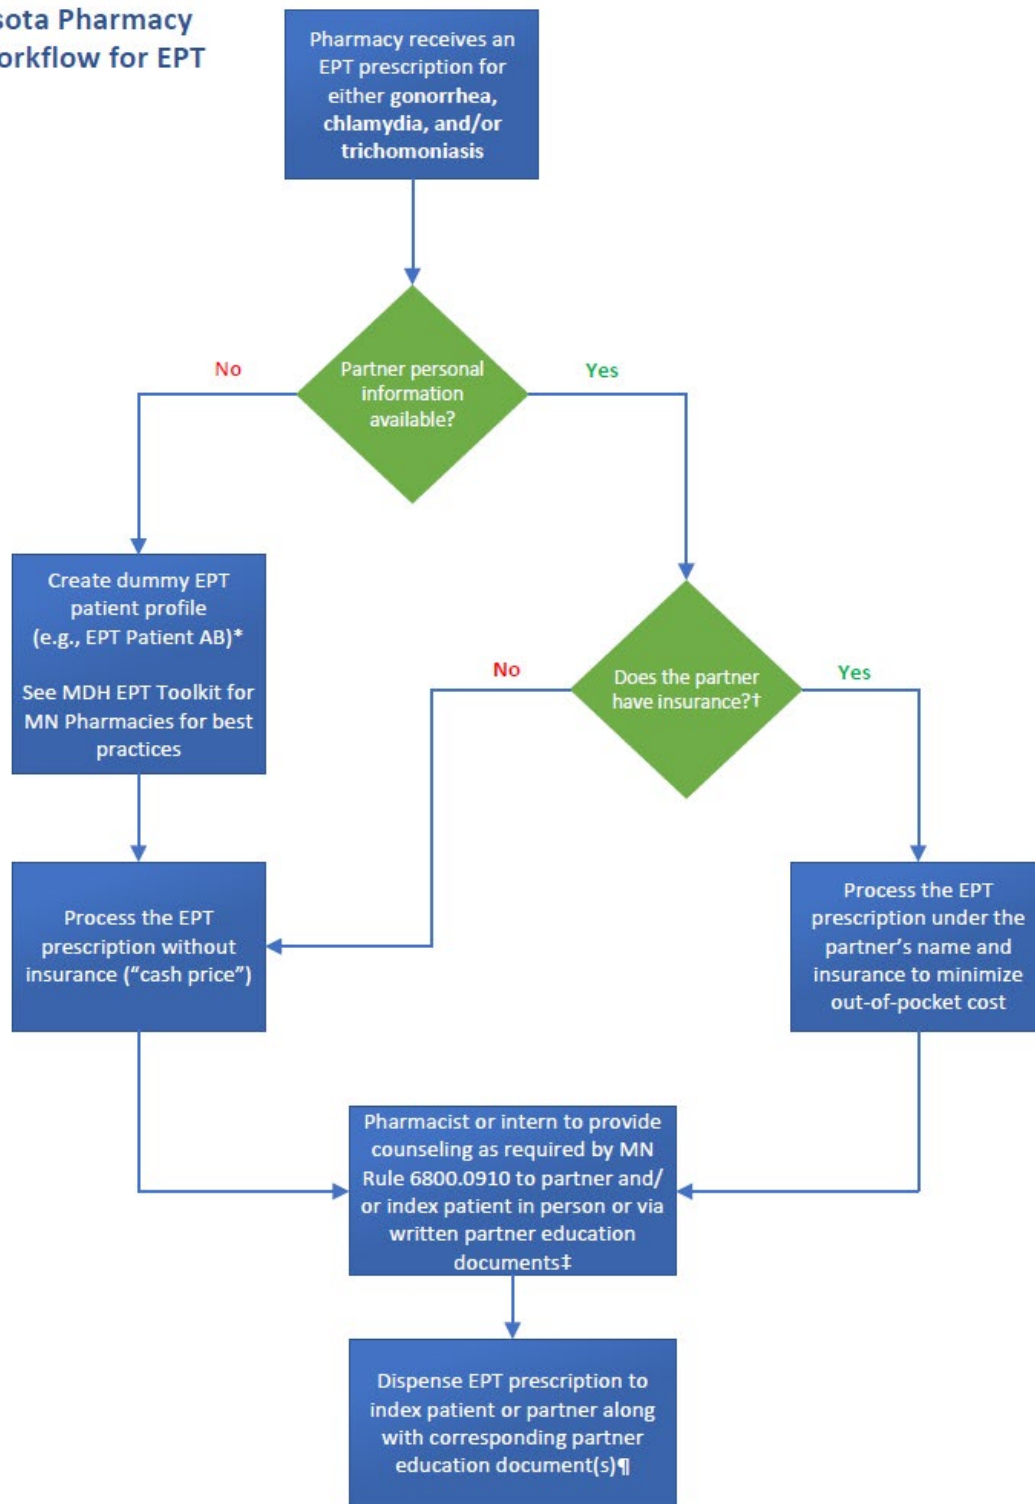 sota Pharmacy
orkflow for EPT
Pharmacy receives an
EPT prescription for
either gonorrhea,
chlamydia, and/or
trichomoniasis
No
Partner personal
information
available?
Yes
Create dummy EPT
patient profile
(e.g., EPT Patient AB)*
See MDH EPT Toolkit for
MN Pharmacies for best
practices
No
Does the partner
have insurance?†
Yes
Process the EPT
prescription without
insurance (“cash price”)
Process the EPT
prescription under the
partner’s name and
insurance to minimize
out-of-pocket cost
Pharmacist or intern to provide
counseling as required by MN
Rule 6800.0910 to partner and/
or index patient in person or via
written partner education
documents‡
Dispense EPT prescription to
index patient or partner along
with corresponding partner
education document(s)¶